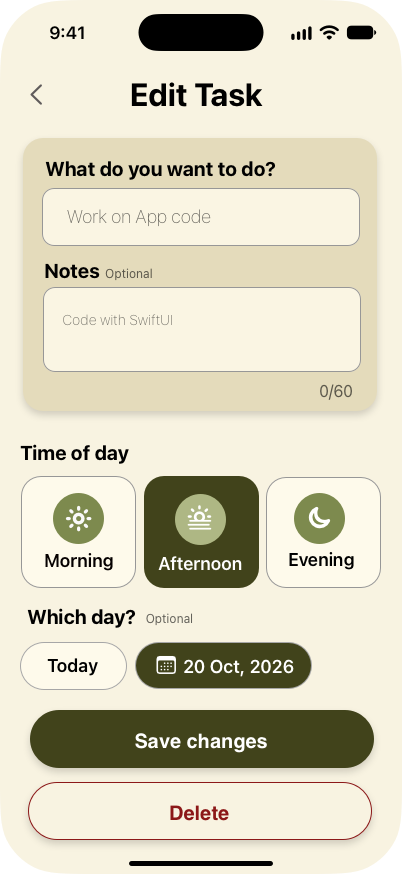 9:41
Edit Task
What do you want to do?
Work on App code
Notes Optional
Code with SwiftUI
0/60
Time of day
Morning Afternoon Evening
Which day? Optional
Today 20 Oct, 2026
Save changes
Delete